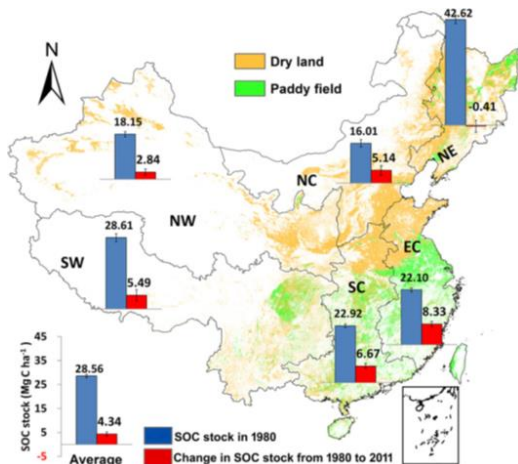 42.62
N
Dry land
Paddy field
-0.41
18.15
16.01
2.84
5.14
NE
NC
NW
28.61
EC
SW
SC
22.10
5.49
22.92
8.33
6.67
SOC stock (Mg C ha⁻¹)
45
35
25
15
5
-5
28.56
4.34
Average
SOC stock in 1980
Change in SOC stock from 1980 to 2011